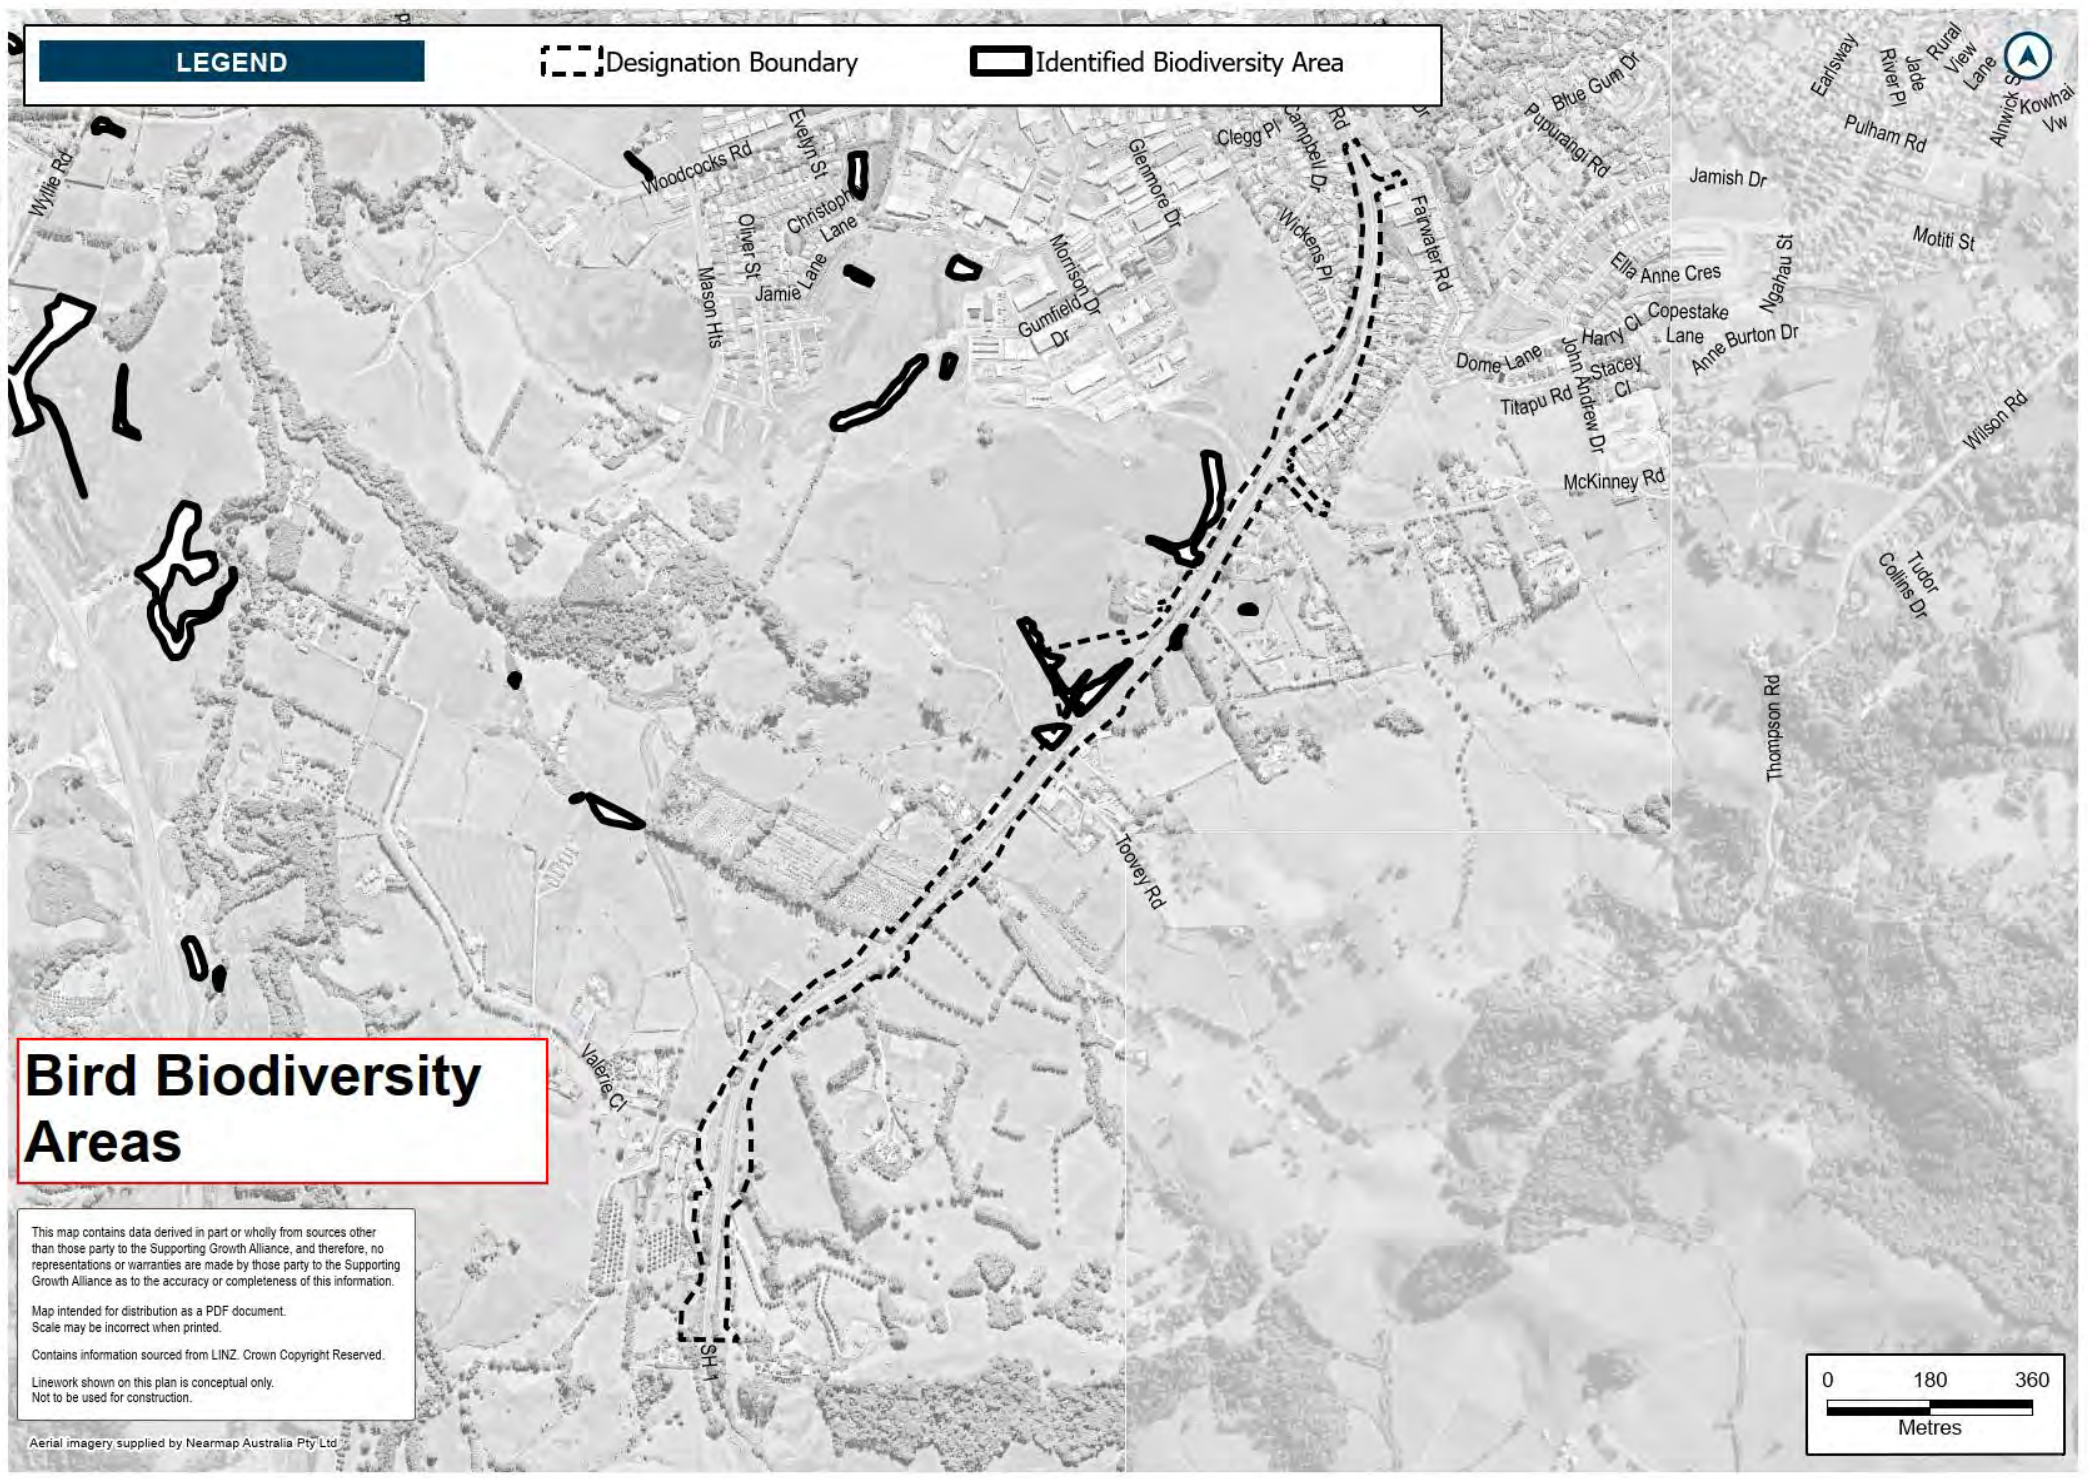 LEGEND
Designation Boundary
Identified Biodiversity Area
Earlsway
River Pl
Jade
Rural
View
Lane
Alnwick S
Kowhai
Vw
Pulham Rd
Blue Gum Dr
Pupurangi Rd
Dr
Rd
Campbell Dr
Clegg Pl
Glenmore Dr
Evelyn St
Woodcocks Rd
Wyllie Rd
Christoph
Lane
Oliver St
Jamie Lane
Mason Hts
Morrison Dr
Gumfield
Dr
Wickens Pl
Fairwater Rd
Jamish Dr
Motiti St
Ngahau St
Ella Anne Cres
Copestake
Lane
Harry Cl
Anne Burton Dr
Dome Lane
John Andrew Dr
Stacey
Cl
Titapu Rd
McKinney Rd
Wilson Rd
Tudor
Collins Dr
Thompson Rd
Toovey Rd
Valerie Cl
SH 1
Bird Biodiversity
Areas
This map contains data derived in part or wholly from sources other
than those party to the Supporting Growth Alliance, and therefore, no
representations or warranties are made by those party to the Supporting
Growth Alliance as to the accuracy or completeness of this information.
Map intended for distribution as a PDF document.
Scale may be incorrect when printed.
Contains information sourced from LINZ. Crown Copyright Reserved.
Linework shown on this plan is conceptual only.
Not to be used for construction.
Aerial imagery supplied by Nearmap Australia Pty Ltd
0 180 360
Metres